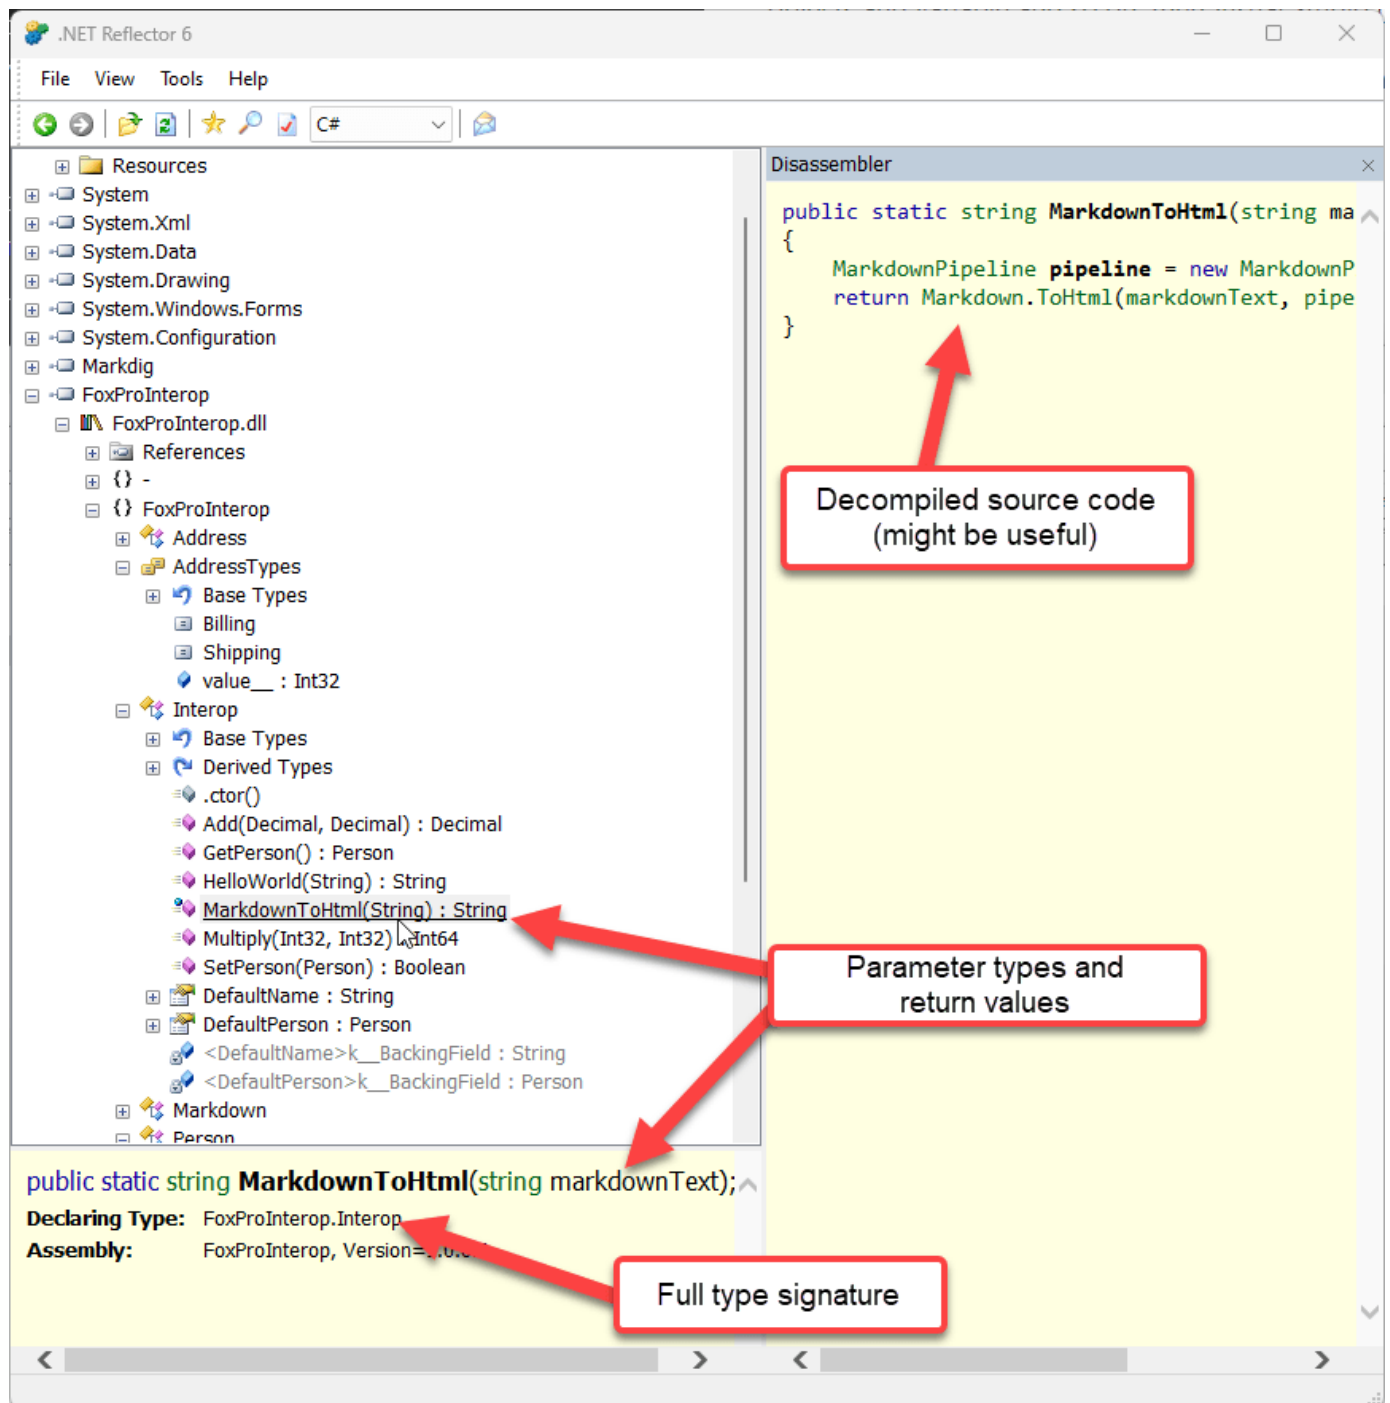 .NET Reflector 6
File View Tools Help
C#
Resources
System
System.Xml
System.Data
System.Drawing
System.Windows.Forms
System.Configuration
Markdig
FoxProInterop
FoxProInterop.dll
References
{} -
{} FoxProInterop
Address
AddressTypes
Base Types
Billing
Shipping
value__ : Int32
Interop
Base Types
Derived Types
.ctor()
Add(Decimal, Decimal) : Decimal
GetPerson() : Person
HelloWorld(String) : String
MarkdownToHtml(String) : String
Multiply(Int32, Int32) Int64
SetPerson(Person) : Boolean
DefaultName : String
DefaultPerson : Person
<DefaultName>k__BackingField : String
<DefaultPerson>k__BackingField : Person
Markdown
Person
public static string MarkdownToHtml(string markdownText);
Declaring Type: FoxProInterop.Interop
Assembly: FoxProInterop, Version=
Disassembler
public static string MarkdownToHtml(string ma
{
MarkdownPipeline pipeline = new MarkdownP
return Markdown.ToHtml(markdownText, pipe
}
Decompiled source code
(might be useful)
Parameter types and
return values
Full type signature